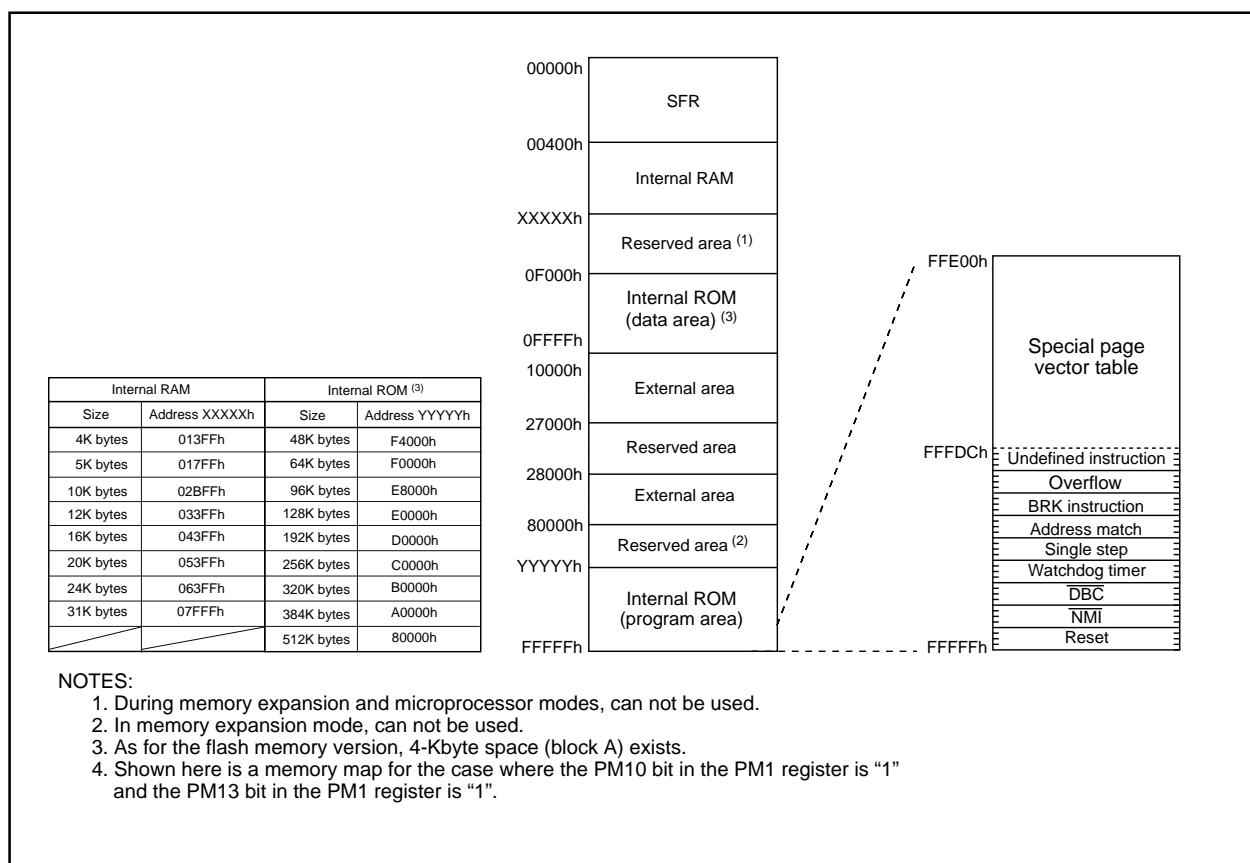 00000h
SFR
00400h
Internal RAM
XXXXXh
Reserved area (1)
0F000h
Internal ROM
(data area) (3)
0FFFFh
10000h
External area
27000h
Reserved area
28000h
External area
80000h
Reserved area (2)
YYYYYh
Internal ROM
(program area)
FFFFFh
FFE00h
Special page
vector table
FFFDCh
Undefined instruction
Overflow
BRK instruction
Address match
Single step
Watchdog timer
DBC
NMI
Reset
FFFFFh
Internal RAM Internal ROM (3)
Size Address XXXXXh Size Address YYYYYh
4K bytes 013FFh 48K bytes F4000h
5K bytes 017FFh 64K bytes F0000h
10K bytes 02BFFh 96K bytes E8000h
12K bytes 033FFh 128K bytes E0000h
16K bytes 043FFh 192K bytes D0000h
20K bytes 053FFh 256K bytes C0000h
24K bytes 063FFh 320K bytes B0000h
31K bytes 07FFFh 384K bytes A0000h
512K bytes 80000h
NOTES:
1. During memory expansion and microprocessor modes, can not be used.
2. In memory expansion mode, can not be used.
3. As for the flash memory version, 4-Kbyte space (block A) exists.
4. Shown here is a memory map for the case where the PM10 bit in the PM1 register is “1”
and the PM13 bit in the PM1 register is “1”.